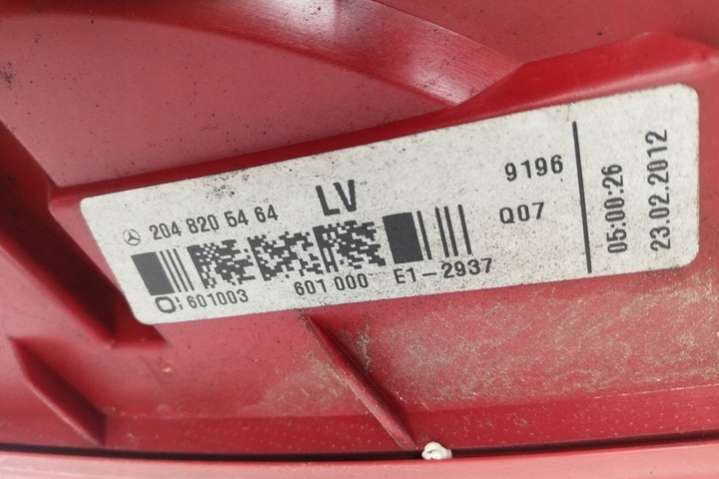 204 820 54 64 LV 9196
Q07
O: 601003 601 000 E1-2937
05:00:26
23.02.2012